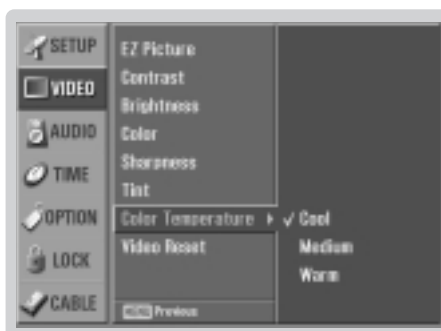 SETUP
VIDEO
AUDIO
TIME
OPTION
LOCK
CABLE
EZ Picture
Contrast
Brightness
Color
Sharpness
Tint
Color Temperature
Video Reset
Previous
Cool
Medium
Warm